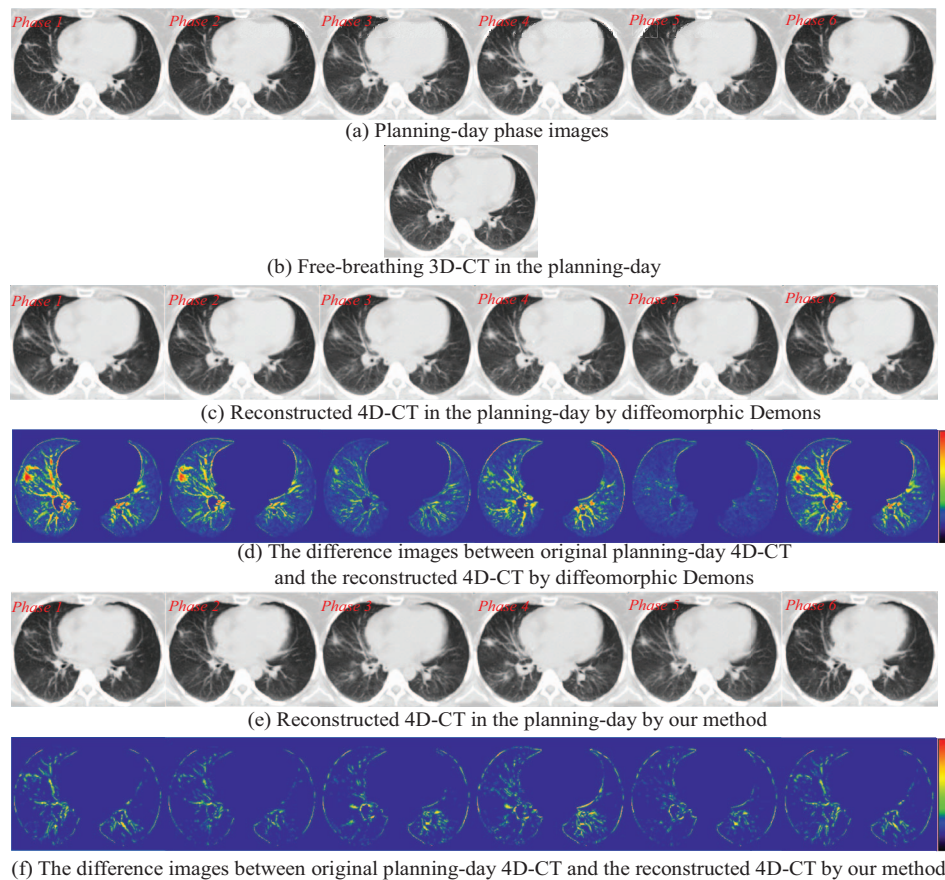 Phase 1 Phase 2 Phase 3 Phase 4 Phase 5 Phase 6
(a) Planning-day phase images
(b) Free-breathing 3D-CT in the planning-day
Phase 1 Phase 2 Phase 3 Phase 4 Phase 5 Phase 6
(c) Reconstructed 4D-CT in the planning-day by diffeomorphic Demons
(d) The difference images between original planning-day 4D-CT
and the reconstructed 4D-CT by diffeomorphic Demons
Phase 1 Phase 2 Phase 3 Phase 4 Phase 5 Phase 6
(e) Reconstructed 4D-CT in the planning-day by our method
(f) The difference images between original planning-day 4D-CT and the reconstructed 4D-CT by our method